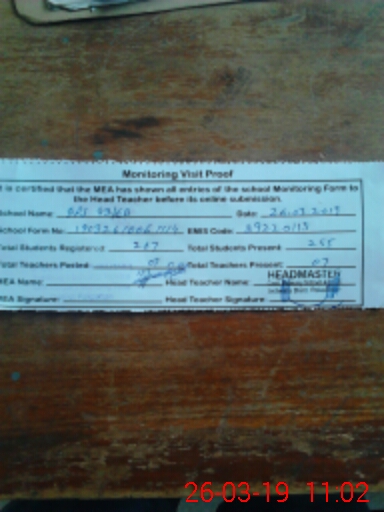 Monitoring Visit Proof
It is certified that the MEA has shown all entries of the school Monitoring Form to
the Head Teacher before its online submission.
School Name: GPS Date: 26.03.2019
School Form No: EMIS Code:
Total Students Registered: 267 Total Students Present: 255
Total Teachers Posted: 07 Total Teachers Present: 07
MEA Name: Head Teacher Name: HEADMASTER
MEA Signature: Head Teacher Signature:
26-03-19 11.02